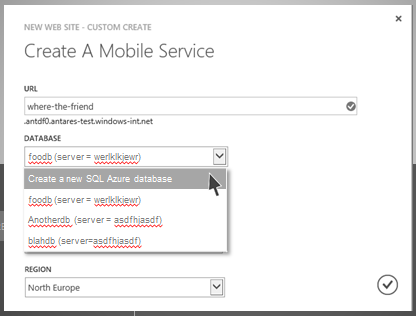 NEW WEB SITE - CUSTOM CREATE
Create A Mobile Service
URL
where-the-friend
.antdf0.antares-test.windows-int.net
DATABASE
foodb (server = werlklkjewr)
Create a new SQL Azure database
foodb (server = werlklkjewr)
Anotherdb (server = asdfhjasdf)
blahdb (server=asdfhjasdf)
REGION
North Europe